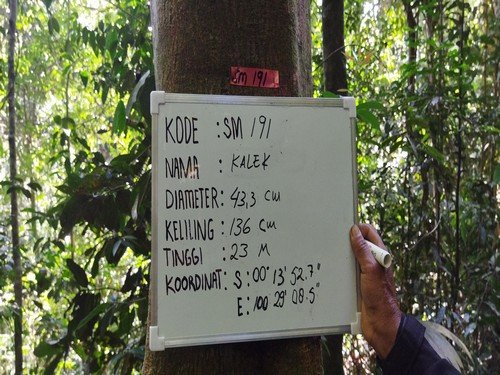 SM 191
KODE : SM 191
NAMA : KALEK
DIAMETER : 43,3 CM
KELILING : 136 CM
TINGGI : 23 M
KOORDINAT : S : 00° 13' 52.7"
E : 100 29' 08.5"